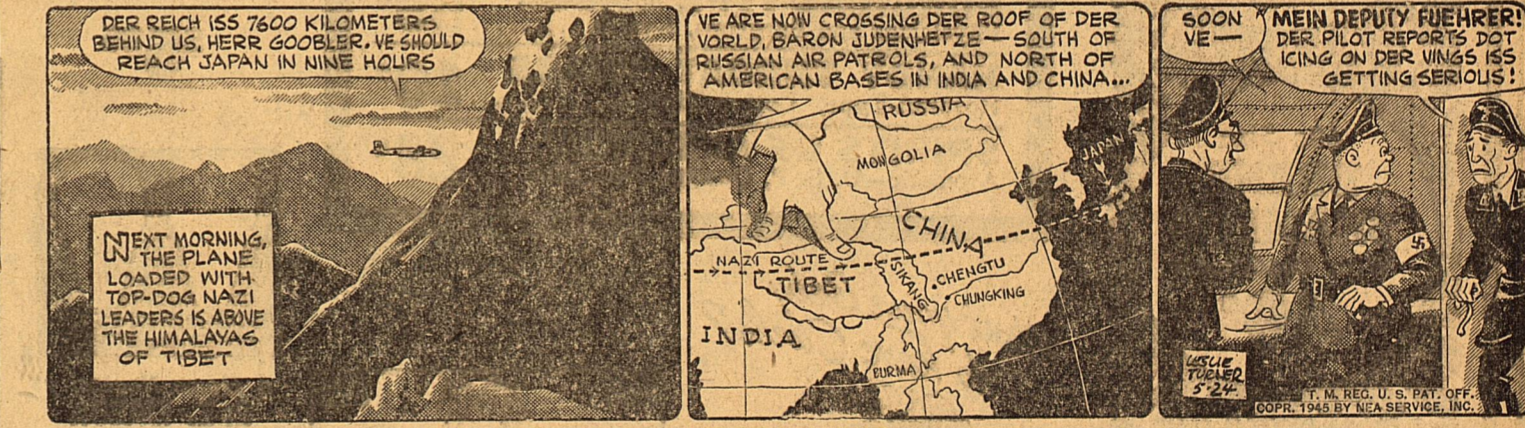 DER REICH ISS 7600 KILOMETERS
BEHIND US, HERR GOOBLER. VE SHOULD
REACH JAPAN IN NINE HOURS
NEXT MORNING,
THE PLANE
LOADED WITH
TOP-DOG NAZI
LEADERS IS ABOVE
THE HIMALAYAS
OF TIBET
VE ARE NOW CROSSING DER ROOF OF DER
VORLD, BARON JUDENHETZE — SOUTH OF
RUSSIAN AIR PATROLS, AND NORTH OF
AMERICAN BASES IN INDIA AND CHINA...
RUSSIA
MONGOLIA
JAPAN
CHINA
NAZI ROUTE
TIBET
SIKANG
CHENGTU
CHUNGKING
INDIA
BURMA
SOON
VE—
MEIN DEPUTY FUEHRER!
DER PILOT REPORTS DOT
ICING ON DER VINGS ISS
GETTING SERIOUS!
LESLIE
TURNER
5-24
T. M. REG. U. S. PAT. OFF.
COPR. 1945 BY NEA SERVICE, INC.